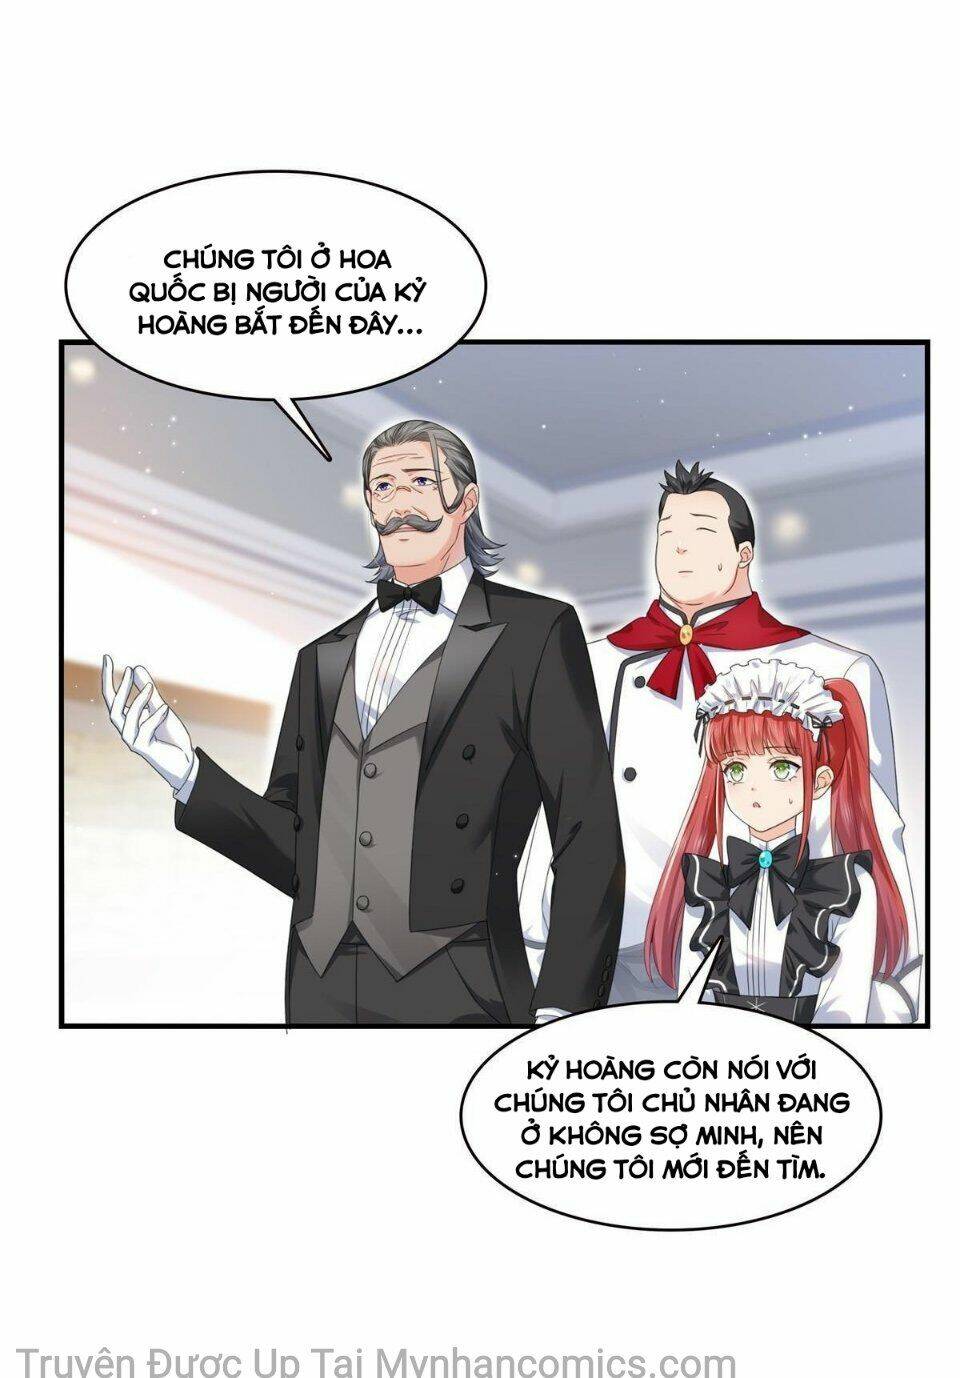 CHÚNG TÔI Ở HOA
QUỐC BỊ NGƯỜI CỦA KỶ
HOÀNG BẮT ĐẾN ĐÂY...
KỶ HOÀNG CÒN NÓI VỚI
CHÚNG TÔI CHỦ NHÂN ĐANG
Ở KHÔNG SỢ MINH, NÊN
CHÚNG TÔI MỚI ĐẾN TÌM.
Truyện Được Up Tại Mynhancomics.com